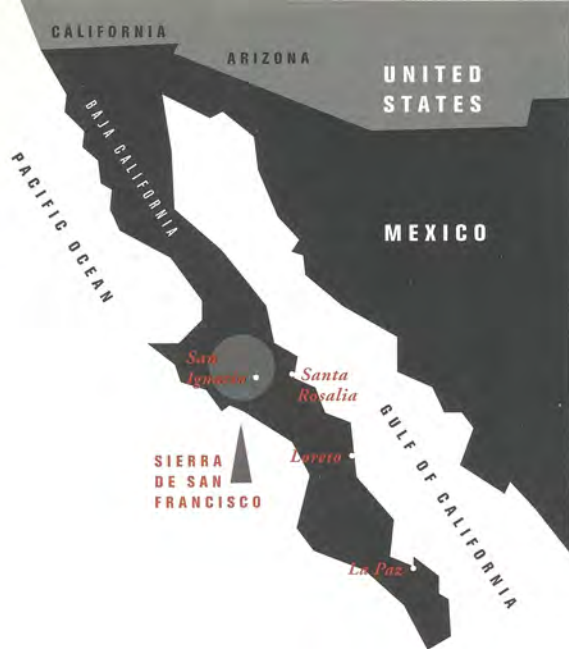 CALIFORNIA
ARIZONA
UNITED
STATES
BAJA CALIFORNIA
PACIFIC OCEAN
MEXICO
San
Ignacio
Santa
Rosalia
GULF OF CALIFORNIA
Loreto
SIERRA
DE SAN
FRANCISCO
La Paz